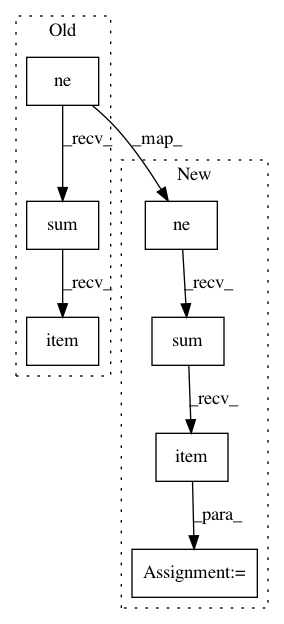 Old
ne
_recv_
_map_
New
sum
ne
_recv_
_recv_
item
sum
_recv_
item
_para_
Assignment:=